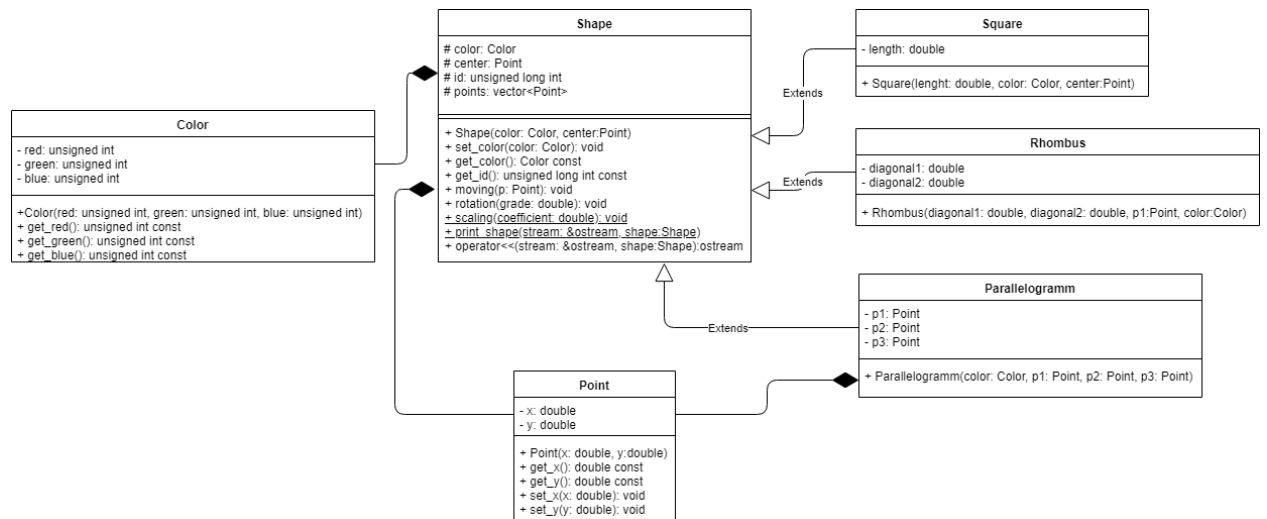 Shape
# color: Color
# center: Point
# id: unsigned long int
# points: vector<Point>
+ Shape(color: Color, center:Point)
+ set_color(color: Color): void
+ get_color(): Color const
+ get_id(): unsigned long int const
+ moving(p: Point): void
+ rotation(grade: double): void
+ scaling(coefficient: double): void
+ print_shape(stream: &ostream, shape:Shape)
+ operator<<(stream: &ostream, shape:Shape):ostream
Square
- length: double
+ Square(lenght: double, color: Color, center:Point)
Extends
Color
- red: unsigned int
- green: unsigned int
- blue: unsigned int
+Color(red: unsigned int, green: unsigned int, blue: unsigned int)
+ get_red(): unsigned int const
+ get_green(): unsigned int const
+ get_blue(): unsigned int const
Rhombus
- diagonal1: double
- diagonal2: double
+ Rhombus(diagonal1: double, diagonal2: double, p1:Point, color:Color)
Extends
Parallelogramm
- p1: Point
- p2: Point
- p3: Point
+ Parallelogramm(color: Color, p1: Point, p2: Point, p3: Point)
Extends
Point
- x: double
- y: double
+ Point(x: double, y:double)
+ get_x(): double const
+ get_y(): double const
+ set_x(x: double): void
+ set_y(y: double): void